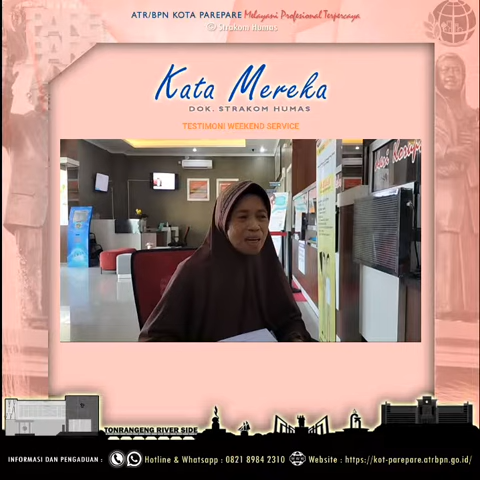 ATR/BPN KOTA PAREPARE Melayani Profesional Terpercaya
@ Strakom Humas
Kata Mereka
DOK. STRAKOM HUMAS
TESTIMONI WEEKEND SERVICE
TONRANGENG RIVER SIDE
INFORMASI DAN PENGADUAN : Hotline & Whatsapp : 0821 8984 2310 Website : https://kot-parepare.atrbpn.go.id/